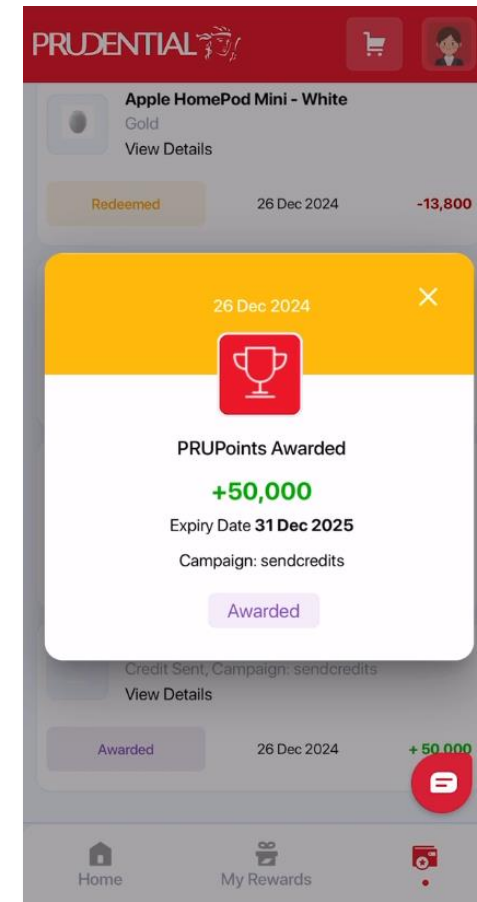 PRUDENTIAL
Apple HomePod Mini - White
Gold
View Details
Redeemed 26 Dec 2024 -13,800
26 Dec 2024
PRUPoints Awarded
+50,000
Expiry Date 31 Dec 2025
Campaign: sendcredits
Awarded
Credit Sent, Campaign: sendcredits
View Details
Awarded 26 Dec 2024 + 50,000
Home My Rewards